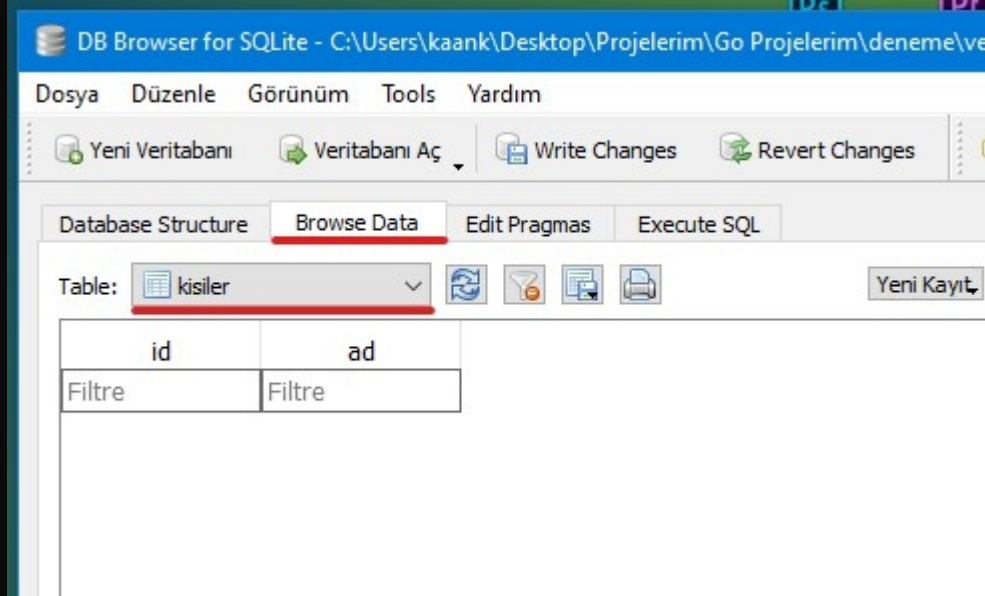 DB Browser for SQLite - C:\Users\kaank\Desktop\Projelerim\Go Projelerim\deneme\ve
Dosya Düzenle Görünüm Tools Yardım
Yeni Veritabanı Veritabanı Aç Write Changes Revert Changes
Database Structure Browse Data Edit Pragmas Execute SQL
Table: kisiler Yeni Kayıt
id ad
Filtre Filtre